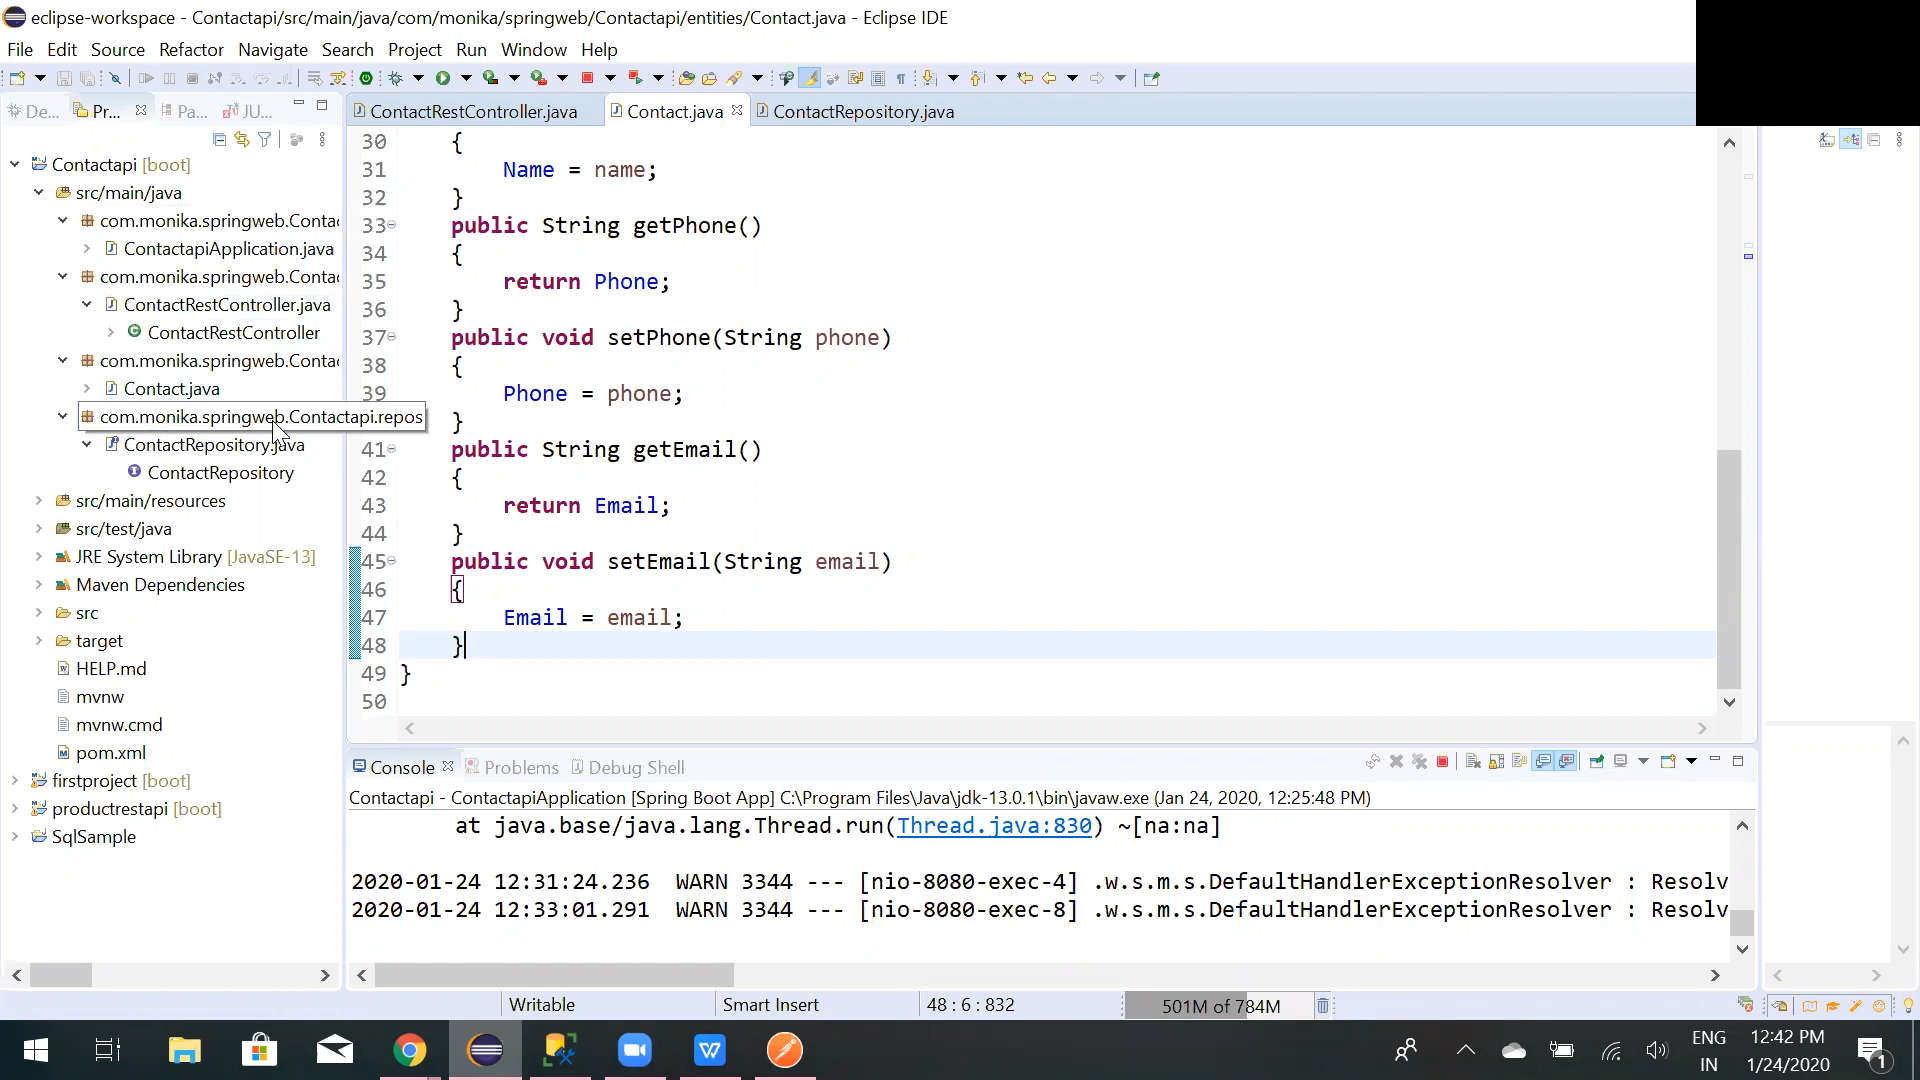 eclipse-workspace - Contactapi/src/main/java/com/monika/springweb/Contactapi/entities/Contact.java - Eclipse IDE
File Edit Source Refactor Navigate Search Project Run Window Help
De... Pr... Pa... JU...
ContactRestController.java Contact.java ContactRepository.java
Contactapi [boot]
src/main/java
com.monika.springweb.Conta
ContactapiApplication.java
com.monika.springweb.Conta
ContactRestController.java
ContactRestController
com.monika.springweb.Conta
Contact.java
com.monika.springweb.Contactapi.repos
ContactRepository.java
ContactRepository
src/main/resources
src/test/java
JRE System Library [JavaSE-13]
Maven Dependencies
src
target
HELP.md
mvnw
mvnw.cmd
pom.xml
firstproject [boot]
productrestapi [boot]
SqlSample
30 {
31 Name = name;
32 }
33 public String getPhone()
34 {
35 return Phone;
36 }
37 public void setPhone(String phone)
38 {
39 Phone = phone;
}
41 public String getEmail()
42 {
43 return Email;
44 }
45 public void setEmail(String email)
46 {
47 Email = email;
48 }
49 }
50
Console Problems Debug Shell
Contactapi - ContactapiApplication [Spring Boot App] C:\Program Files\Java\jdk-13.0.1\bin\javaw.exe (Jan 24, 2020, 12:25:48 PM)
at java.base/java.lang.Thread.run(Thread.java:830) ~[na:na]
2020-01-24 12:31:24.236 WARN 3344 --- [nio-8080-exec-4] .w.s.m.s.DefaultHandlerExceptionResolver : Resolv
2020-01-24 12:33:01.291 WARN 3344 --- [nio-8080-exec-8] .w.s.m.s.DefaultHandlerExceptionResolver : Resolv
Writable Smart Insert 48 : 6 : 832 501M of 784M
ENG
IN
12:42 PM
1/24/2020
1